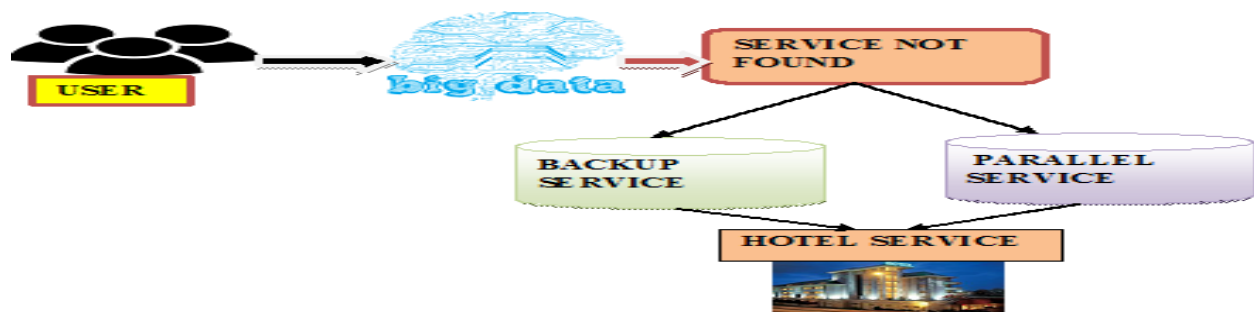 USER
big data
SERVICE NOT
FOUND
BACKUP
SERVICE
PARALLEL
SERVICE
HOTEL SERVICE